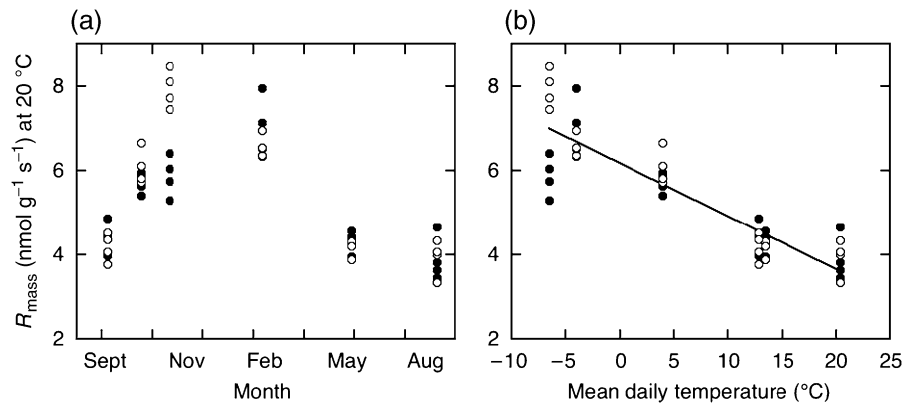 (a)
(b)
R_mass (nmol g⁻¹ s⁻¹) at 20 °C
8
6
4
2
Sept Nov Feb May Aug
Month
8
6
4
2
−10 −5 0 5 10 15 20 25
Mean daily temperature (°C)